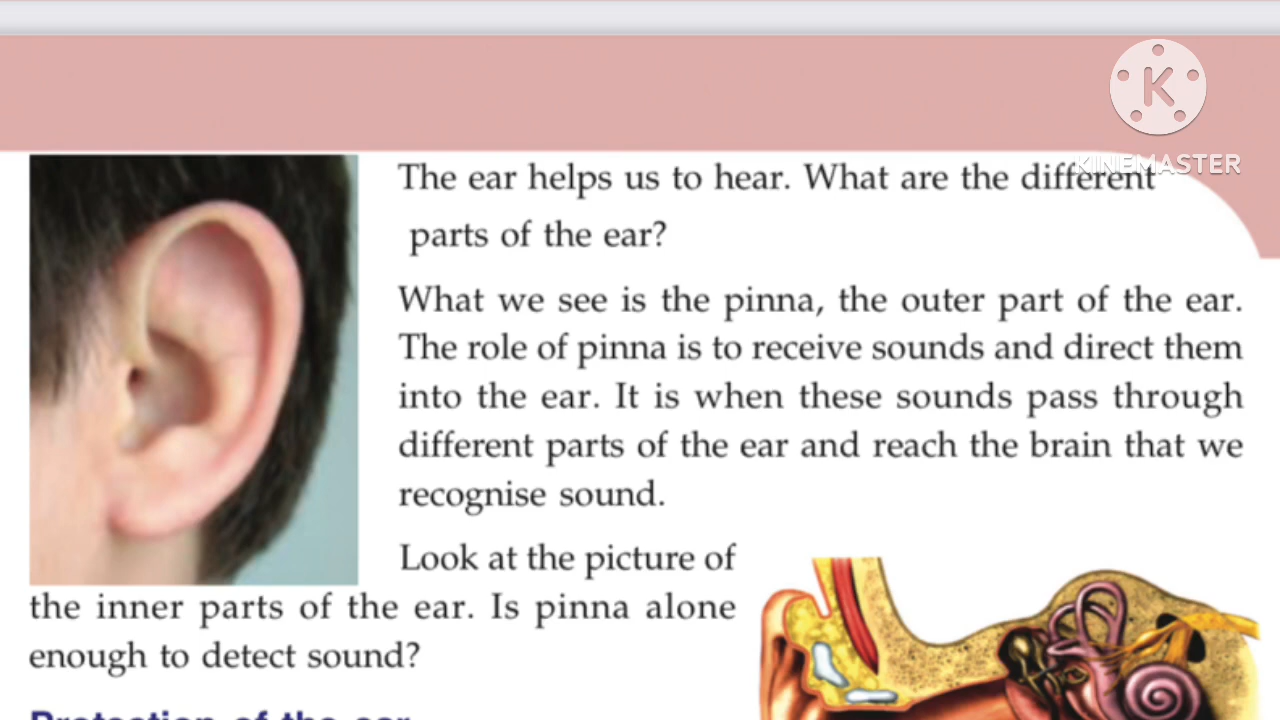 KINEMASTER
The ear helps us to hear. What are the different
parts of the ear?
What we see is the pinna, the outer part of the ear.
The role of pinna is to receive sounds and direct them
into the ear. It is when these sounds pass through
different parts of the ear and reach the brain that we
recognise sound.
Look at the picture of
the inner parts of the ear. Is pinna alone
enough to detect sound?
Protection of the ear